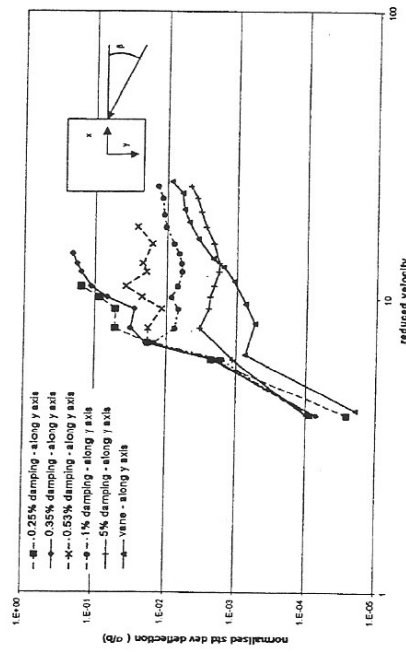 1.E+00
1.E-01
1.E-02
1.E-03
1.E-04
1.E-05
normalised std dev deflection ( σ/b)
1
10
100
reduced velocity
0.25% damping - along y axis
0.35% damping - along y axis
0.53% damping - along y axis
1% damping - along y axis
5% damping - along y axis
vane - along y axis
x
y
β